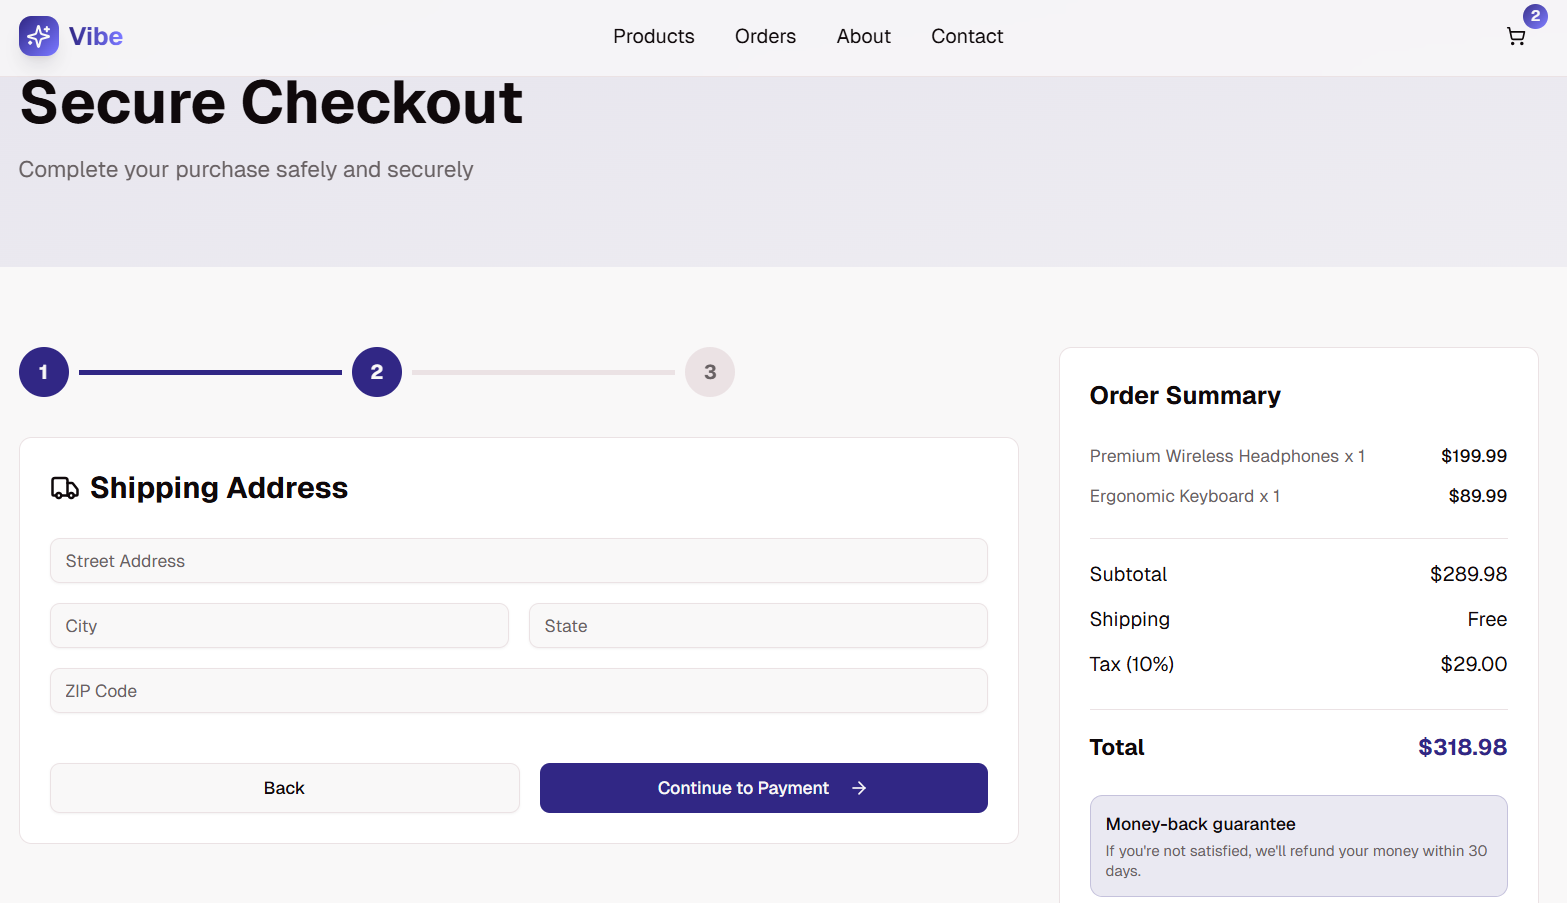 Vibe
Products
Orders
About
Contact
2
Secure Checkout
Complete your purchase safely and securely
1
2
3
Shipping Address
Street Address
City
State
ZIP Code
Back
Continue to Payment
Order Summary
Premium Wireless Headphones x 1 $199.99
Ergonomic Keyboard x 1 $89.99
Subtotal $289.98
Shipping Free
Tax (10%) $29.00
Total $318.98
Money-back guarantee
If you're not satisfied, we'll refund your money within 30
days.